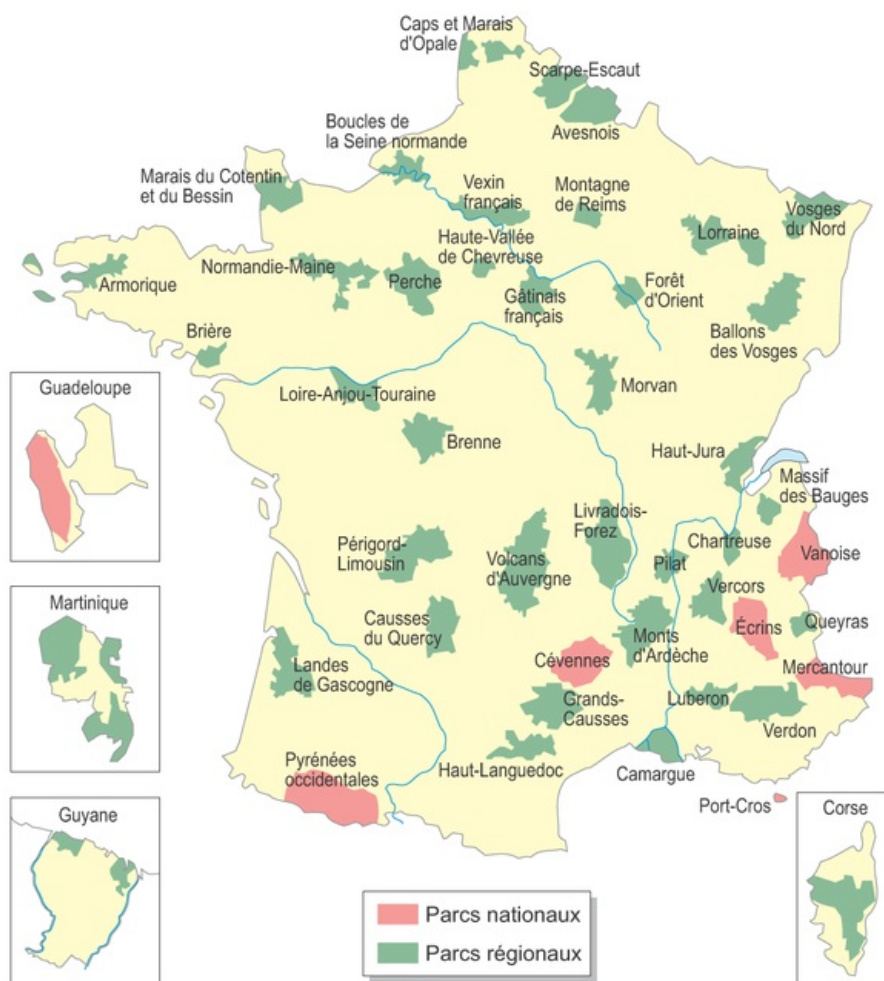 Caps et Marais
d'Opale
Scarpe-Escaut
Avesnois
Boucles de
la Seine normande
Marais du Cotentin
et du Bessin
Vexin
français
Montagne
de Reims
Lorraine
Vosges
du Nord
Haute-Vallée
de Chevreuse
Armorique
Normandie-Maine
Perche
Gâtinais
français
Forêt
d'Orient
Ballons
des Vosges
Brière
Loire-Anjou-Touraine
Morvan
Brenne
Haut-Jura
Massif
des Bauges
Guadeloupe
Périgord-
Limousin
Volcans
d'Auvergne
Livradois-
Forez
Pilat
Chartreuse
Vanoise
Vercors
Martinique
Causses
du Quercy
Monts
d'Ardèche
Écrins
Queyras
Landes
de Gascogne
Cévennes
Mercantour
Grands-
Causses
Luberon
Verdon
Pyrénées
occidentales
Haut-Languedoc
Camargue
Port-Cros
Guyane
Corse
Parcs nationaux
Parcs régionaux